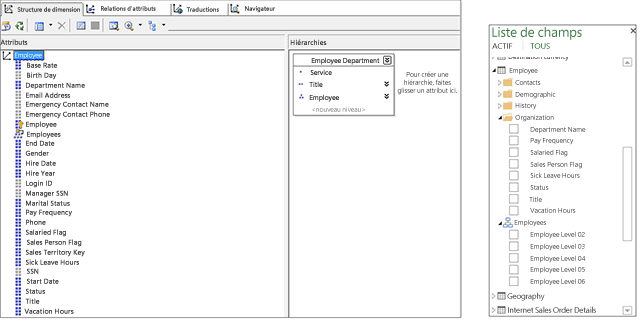 Structure de dimension
Relations d'attributs
Traductions
Navigateur
Attributs
Employee
Base Rate
Birth Day
Department Name
Email Address
Emergency Contact Name
Emergency Contact Phone
Employee
Employees
End Date
Gender
Hire Date
Hire Year
Login ID
Manager SSN
Marital Status
Pay Frequency
Phone
Salaried Flag
Sales Person Flag
Sales Territory Key
Sick Leave Hours
SSN
Start Date
Status
Title
Vacation Hours
Hiérarchies
Employee Department
Service
Title
Employee
<nouveau niveau>
Pour créer une
hiérarchie, faites
glisser un attribut ici.
Liste de champs
ACTIF TOUS
Destination Currency
Employee
Contacts
Demographic
History
Organization
Department Name
Pay Frequency
Salaried Flag
Sales Person Flag
Sick Leave Hours
Status
Title
Vacation Hours
Employees
Employee Level 02
Employee Level 03
Employee Level 04
Employee Level 05
Employee Level 06
Geography
Internet Sales Order Details